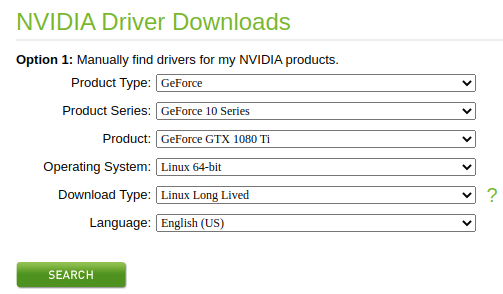 NVIDIA Driver Downloads
Option 1: Manually find drivers for my NVIDIA products.
Product Type: GeForce
Product Series: GeForce 10 Series
Product: GeForce GTX 1080 Ti
Operating System: Linux 64-bit
Download Type: Linux Long Lived ?
Language: English (US)
SEARCH